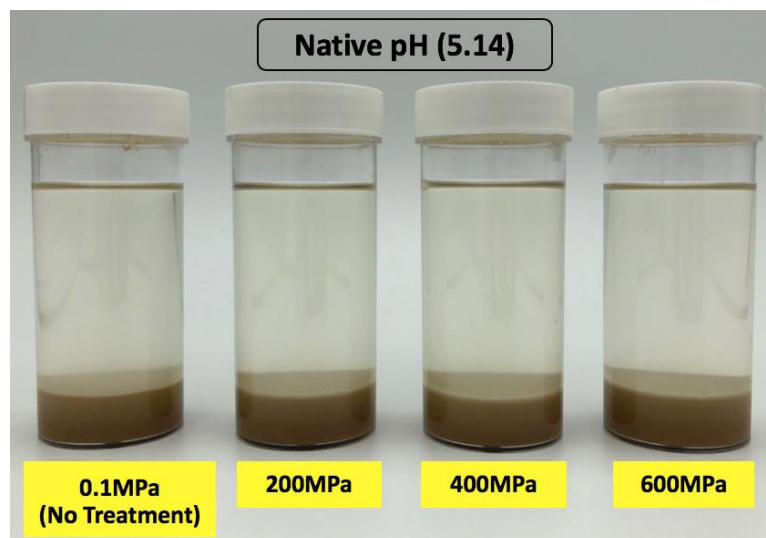 Native pH (5.14)
0.1MPa
(No Treatment)
200MPa
400MPa
600MPa